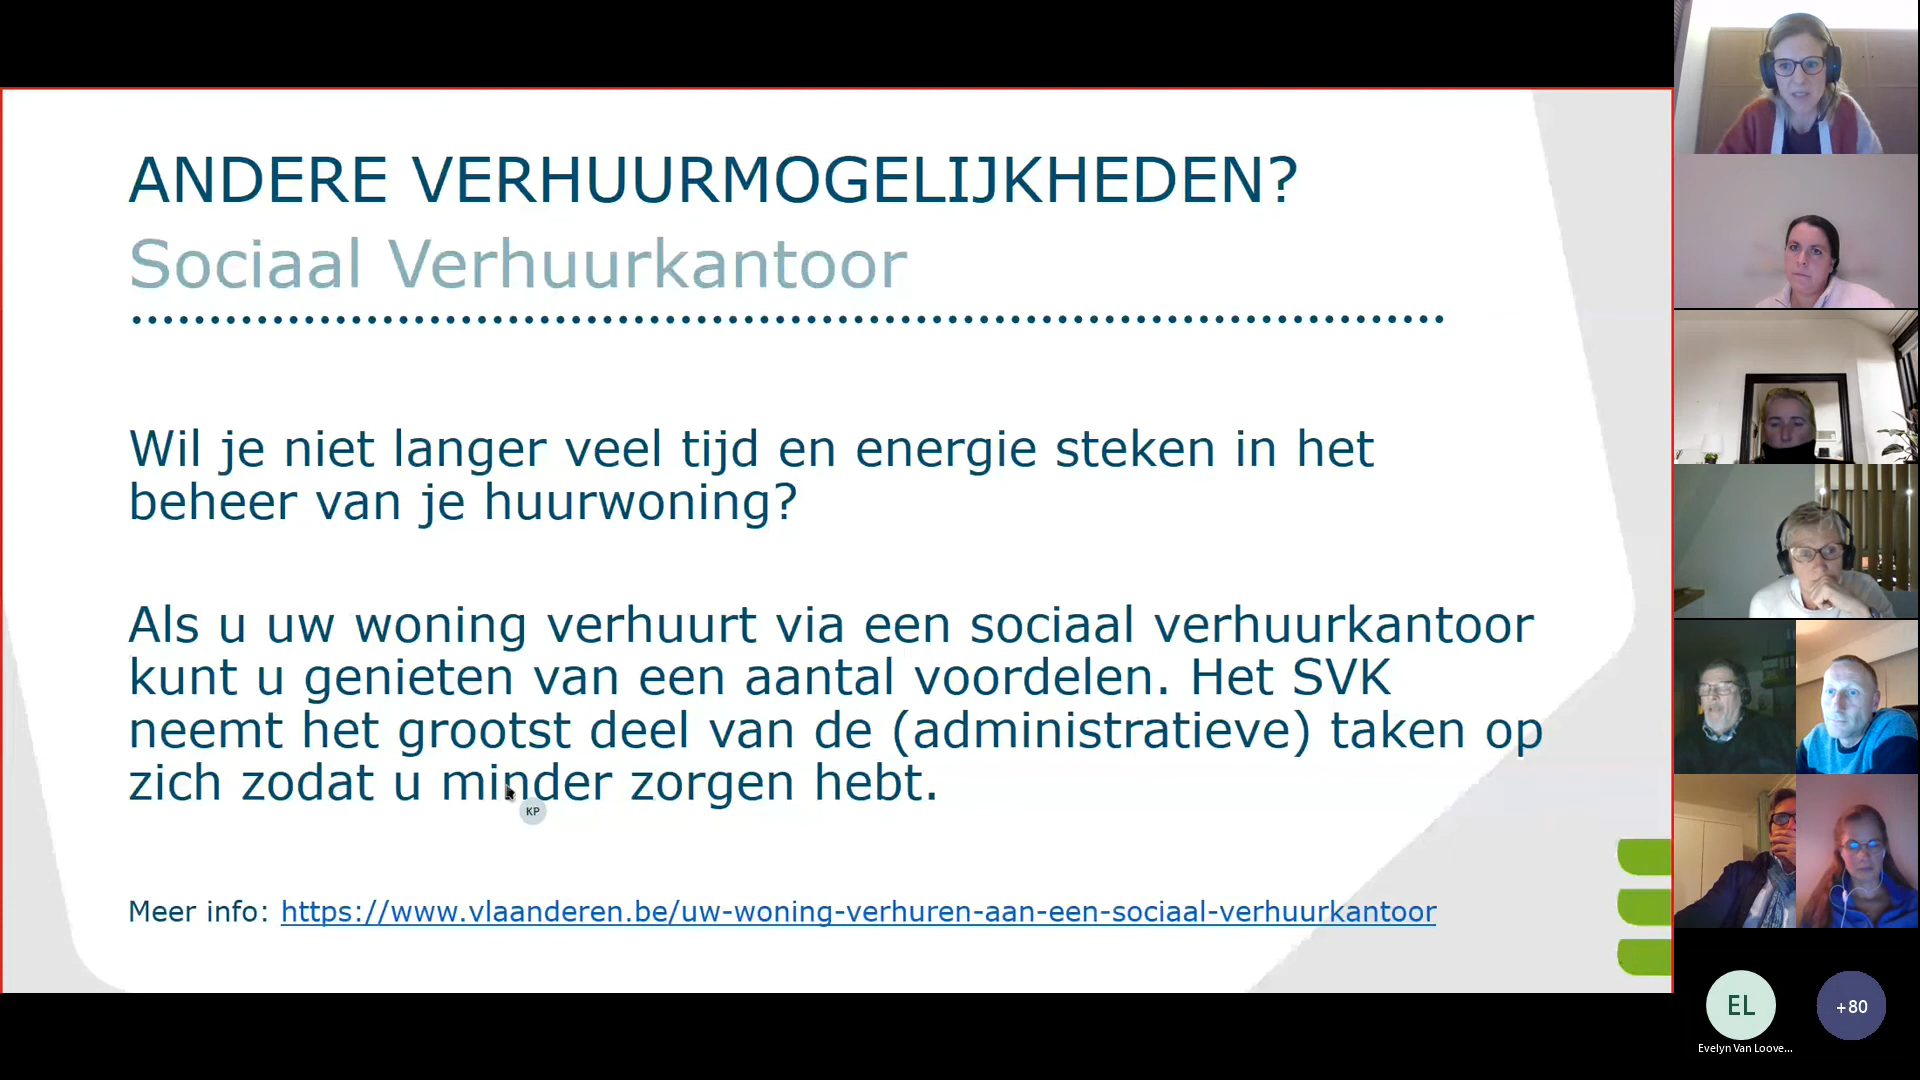 ANDERE VERHUURMOGELIJKHEDEN?
Sociaal Verhuurkantoor
Wil je niet langer veel tijd en energie steken in het
beheer van je huurwoning?
Als u uw woning verhuurt via een sociaal verhuurkantoor
kunt u genieten van een aantal voordelen. Het SVK
neemt het grootst deel van de (administratieve) taken op
zich zodat u minder zorgen hebt.
KP
Meer info: https://www.vlaanderen.be/uw-woning-verhuren-aan-een-sociaal-verhuurkantoor
EL
+80
Evelyn Van Loove...